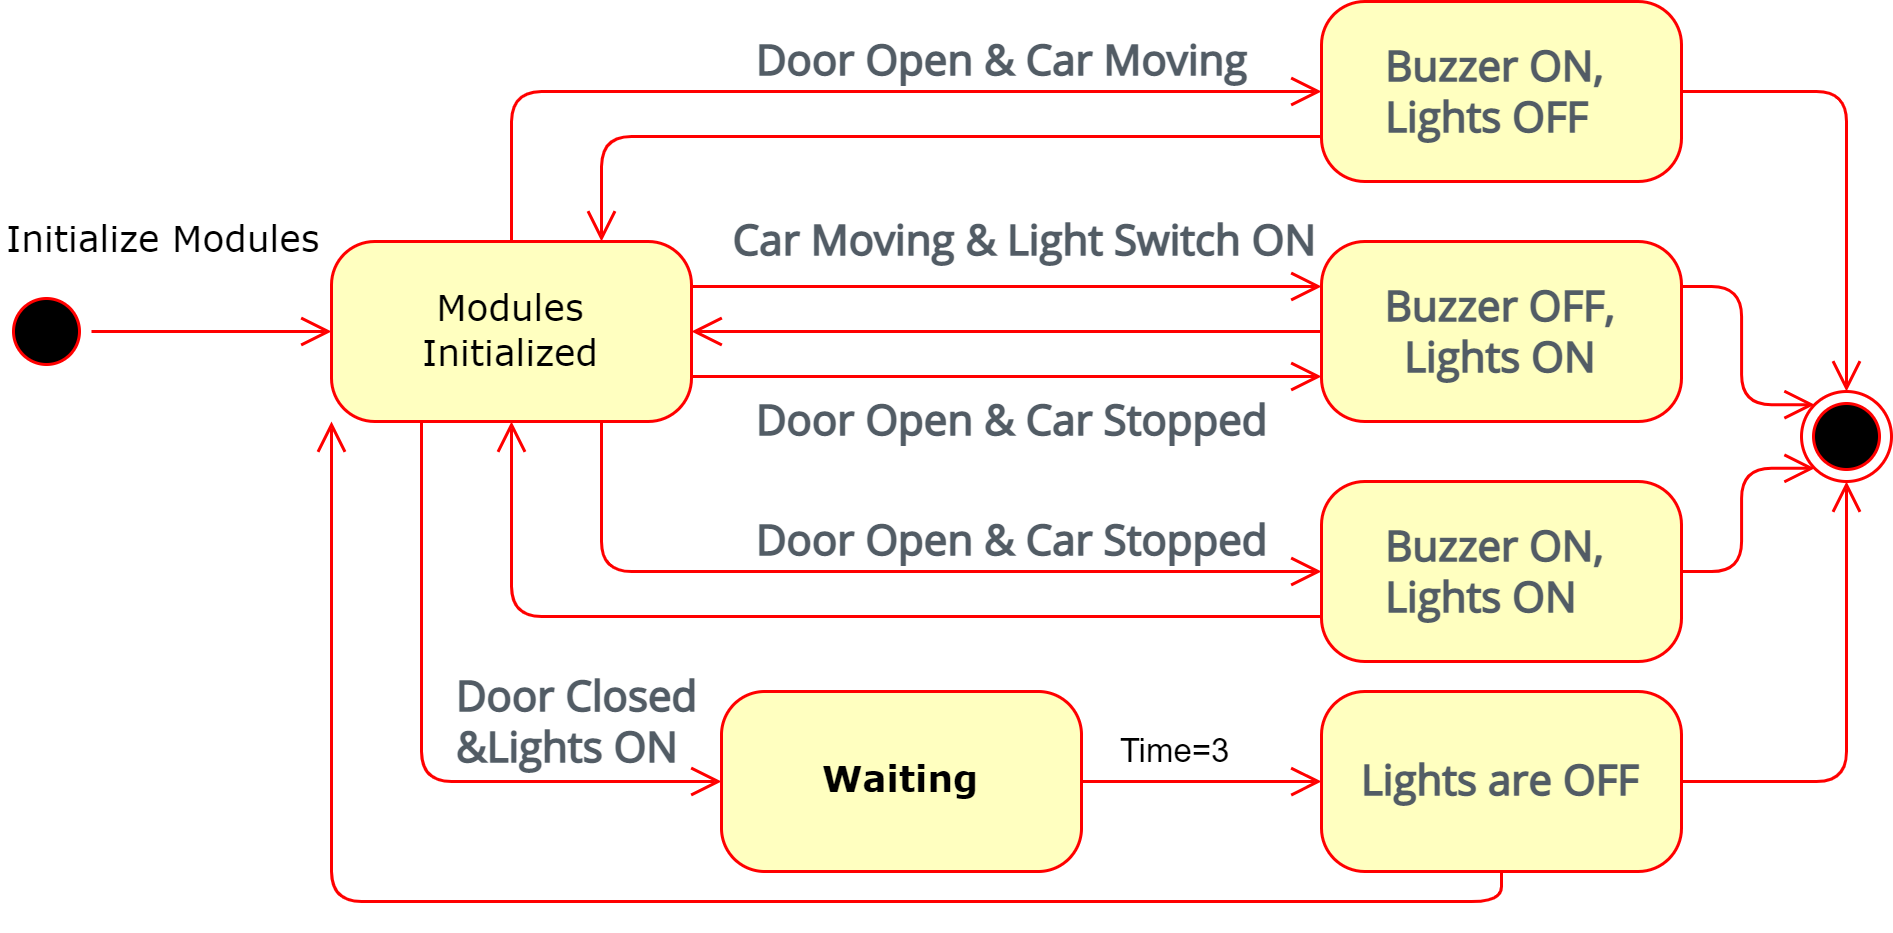 Door Open & Car Moving
Buzzer ON,
Lights OFF
Initialize Modules
Car Moving & Light Switch ON
Modules
Initialized
Buzzer OFF,
Lights ON
Door Open & Car Stopped
Door Open & Car Stopped
Buzzer ON,
Lights ON
Door Closed
&Lights ON
Waiting
Time=3
Lights are OFF